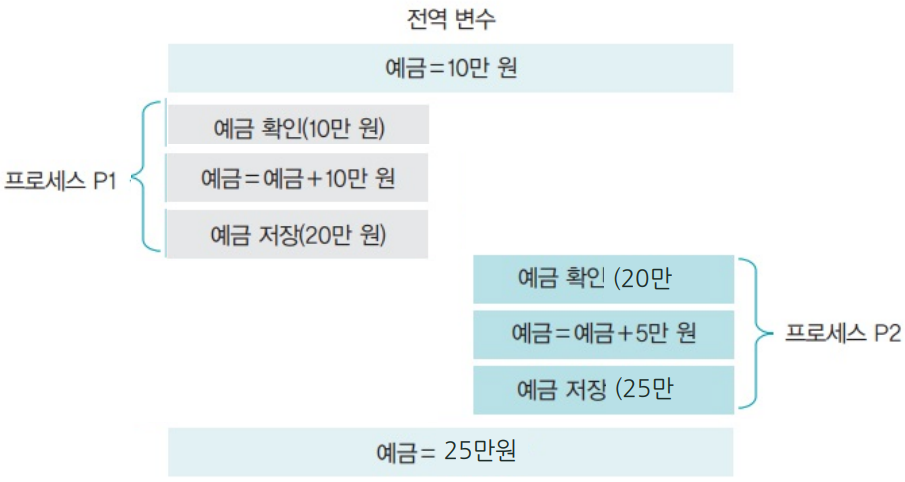 전역 변수
예금=10만 원
예금 확인(10만 원)
프로세스 P1
예금=예금+10만 원
예금 저장(20만 원)
예금 확인 (20만
예금=예금+5만 원
프로세스 P2
예금 저장 (25만
예금= 25만원